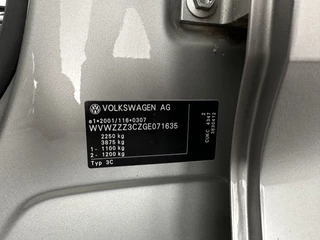 VOLKSWAGEN AG
e1*2001/116*0307
WVWZZZ3CZGE071635
2250 kg
3875 kg
1- 1100 kg
2- 1200 kg
Typ 3C